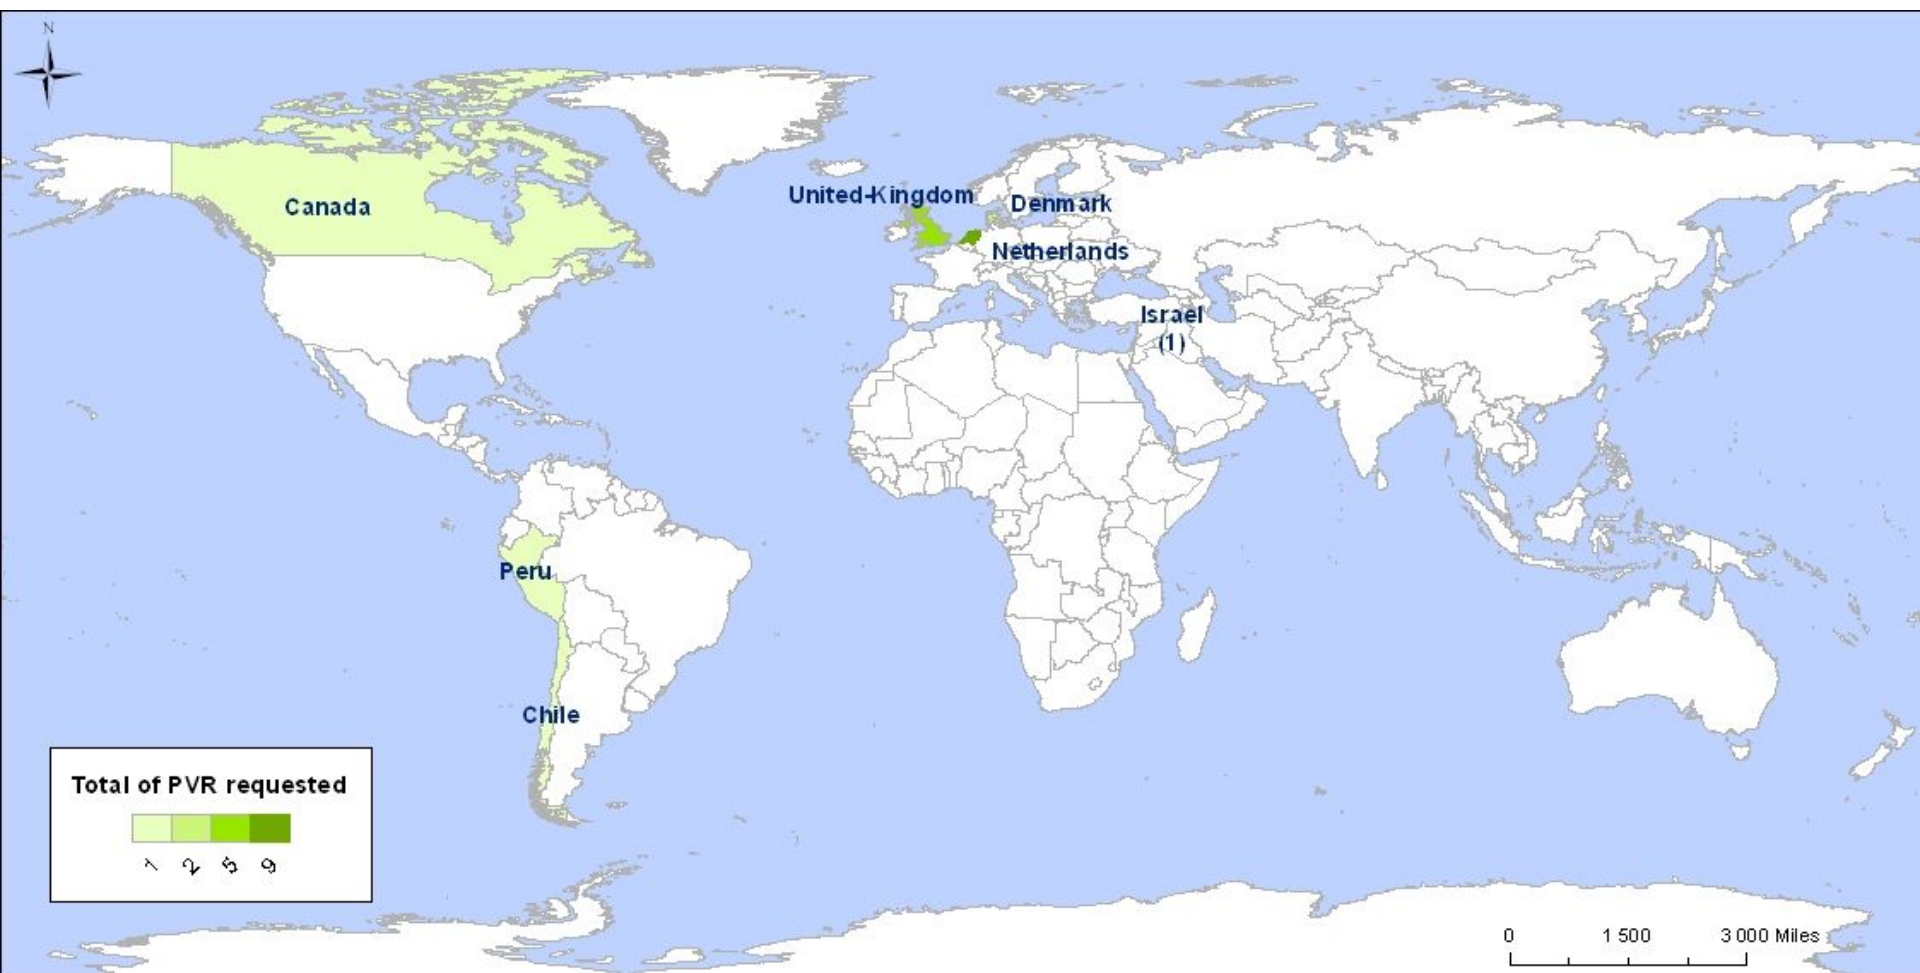 N
Canada
United-Kingdom
Denmark
Netherlands
Israel
(1)
Peru
Chile
Total of PVR requested
1 2 5 9
0 1 500 3 000 Miles